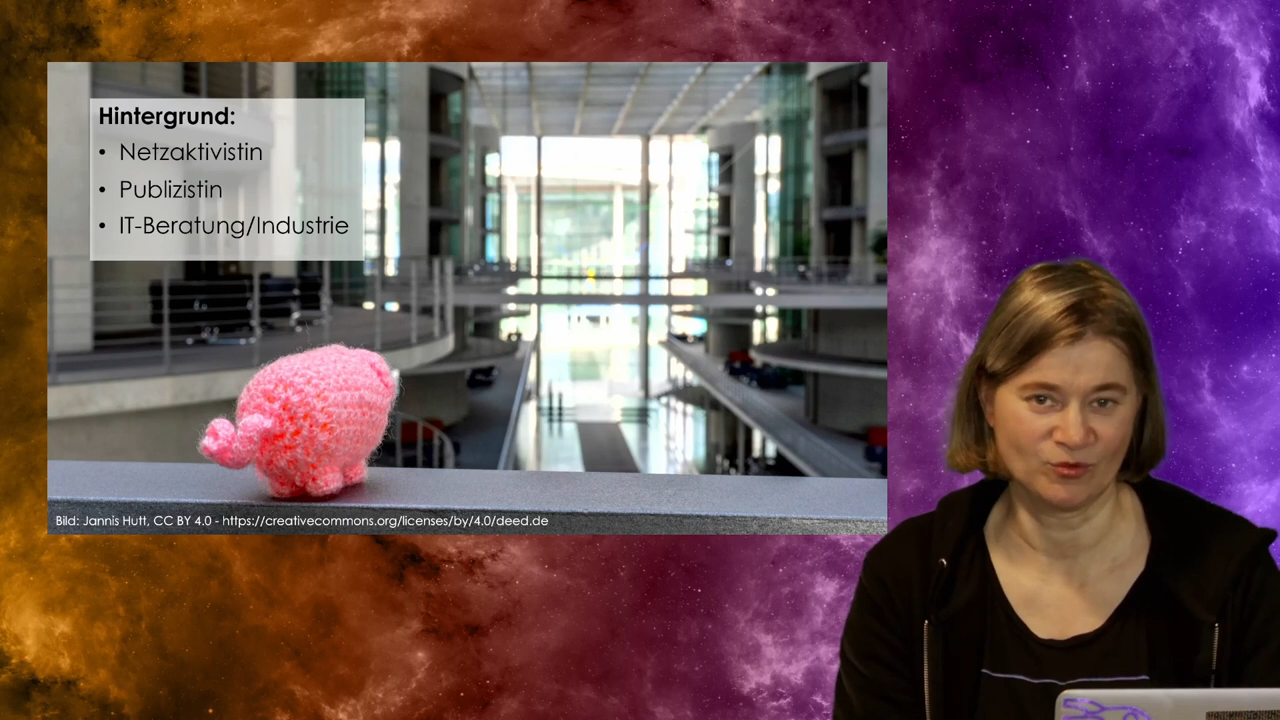 Hintergrund:
• Netzaktivistin
• Publizistin
• IT-Beratung/Industrie
Bild: Jannis Hutt, CC BY 4.0 - https://creativecommons.org/licenses/by/4.0/deed.de